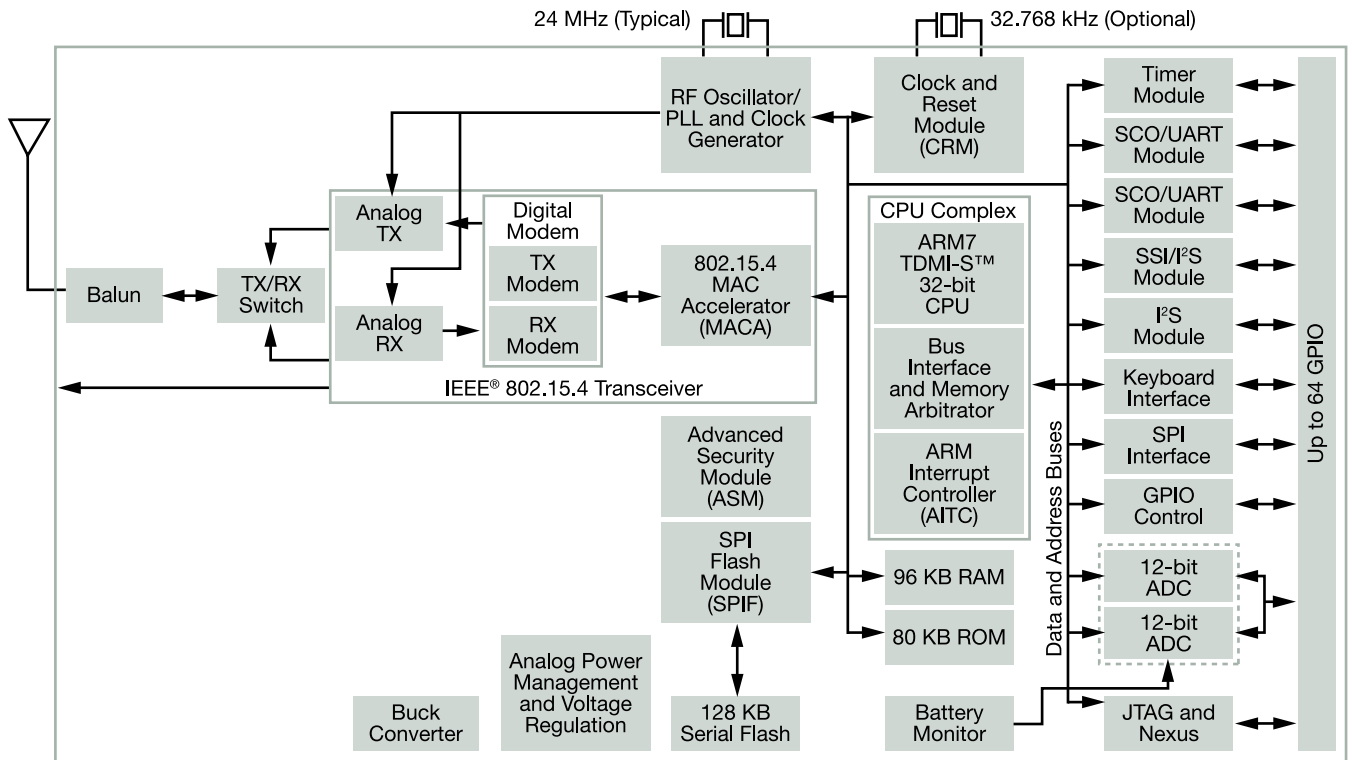 24 MHz (Typical)
32.768 kHz (Optional)
RF Oscillator/
PLL and Clock
Generator
Clock and
Reset
Module
(CRM)
Timer
Module
SCO/UART
Module
SCO/UART
Module
SSI/I²S
Module
I²S
Module
Keyboard
Interface
SPI
Interface
GPIO
Control
12-bit
ADC
12-bit
ADC
JTAG and
Nexus
Up to 64 GPIO
Data and Address Buses
Balun
TX/RX
Switch
Analog
TX
Analog
RX
Digital
Modem
TX
Modem
RX
Modem
802.15.4
MAC
Accelerator
(MACA)
IEEE® 802.15.4 Transceiver
CPU Complex
ARM7
TDMI-S™
32-bit
CPU
Bus
Interface
and Memory
Arbitrator
ARM
Interrupt
Controller
(AITC)
Advanced
Security
Module
(ASM)
SPI
Flash
Module
(SPIF)
96 KB RAM
80 KB ROM
Buck
Converter
Analog Power
Management
and Voltage
Regulation
128 KB
Serial Flash
Battery
Monitor